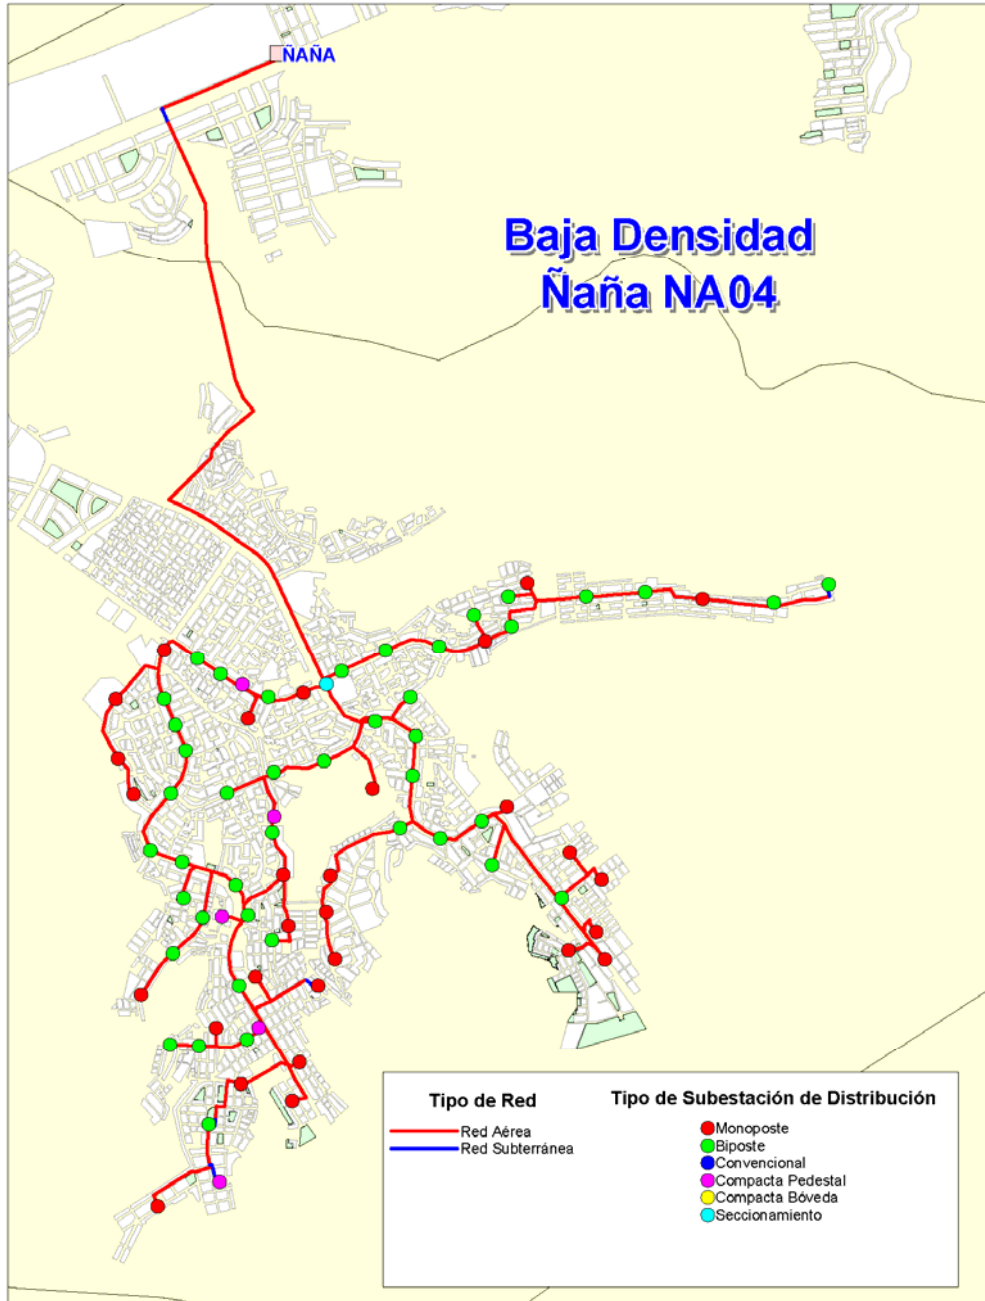 ÑAÑA
Baja Densidad
Ñaña NA04
Tipo de Red
Red Aérea
Red Subterránea
Tipo de Subestación de Distribución
Monoposte
Biposte
Convencional
Compacta Pedestal
Compacta Bóveda
Seccionamiento